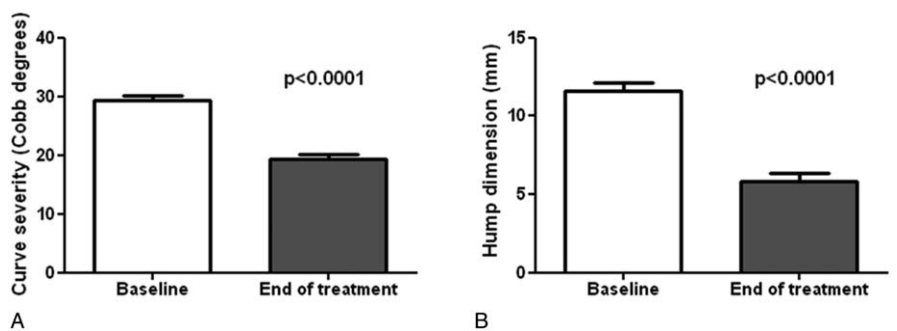 Curve severity (Cobb degrees)
40
30
20
10
0
p<0.0001
Baseline
End of treatment
A
Hump dimension (mm)
15
10
5
0
p<0.0001
Baseline
End of treatment
B